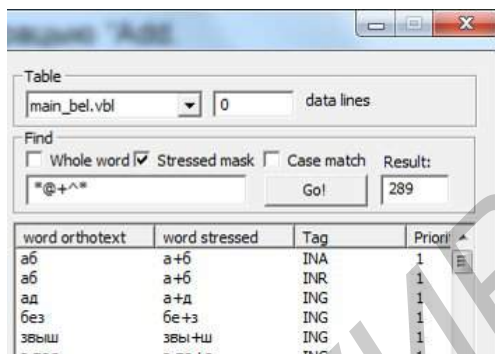 "Add.
Table
main_bel.vbl 0 data lines
Find
Whole word Stressed mask Case match Result:
*@+^* Go! 289
word orthotext word stressed Tag Priorit
аб а+б INA 1
аб а+б INR 1
ад а+д ING 1
без бе+з ING 1
звыш звы+ш ING 1